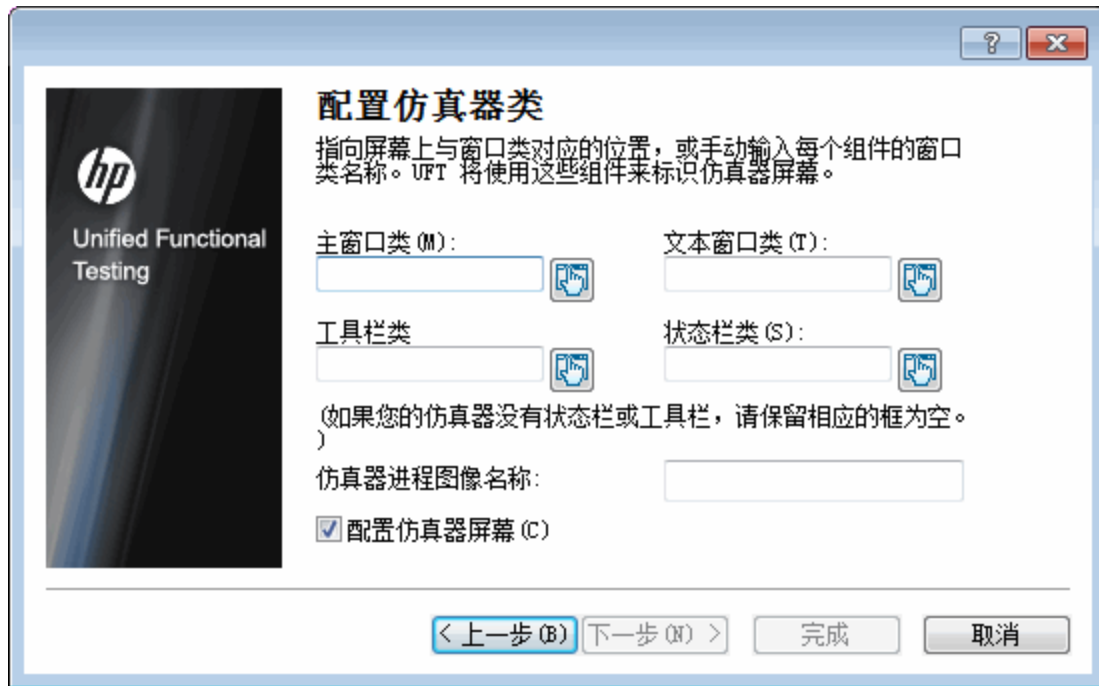 ?
配置仿真器类
指向屏幕上与窗口类对应的位置，或手动输入每个组件的窗口
类名称。UFT 将使用这些组件来标识仿真器屏幕。
hp
Unified Functional
Testing
主窗口类(M):
文本窗口类(T):
工具栏类
状态栏类(S):
(如果您的仿真器没有状态栏或工具栏，请保留相应的框为空。
)
仿真器进程图像名称:
配置仿真器屏幕(C)
< 上一步(B)
下一步(N) >
完成
取消